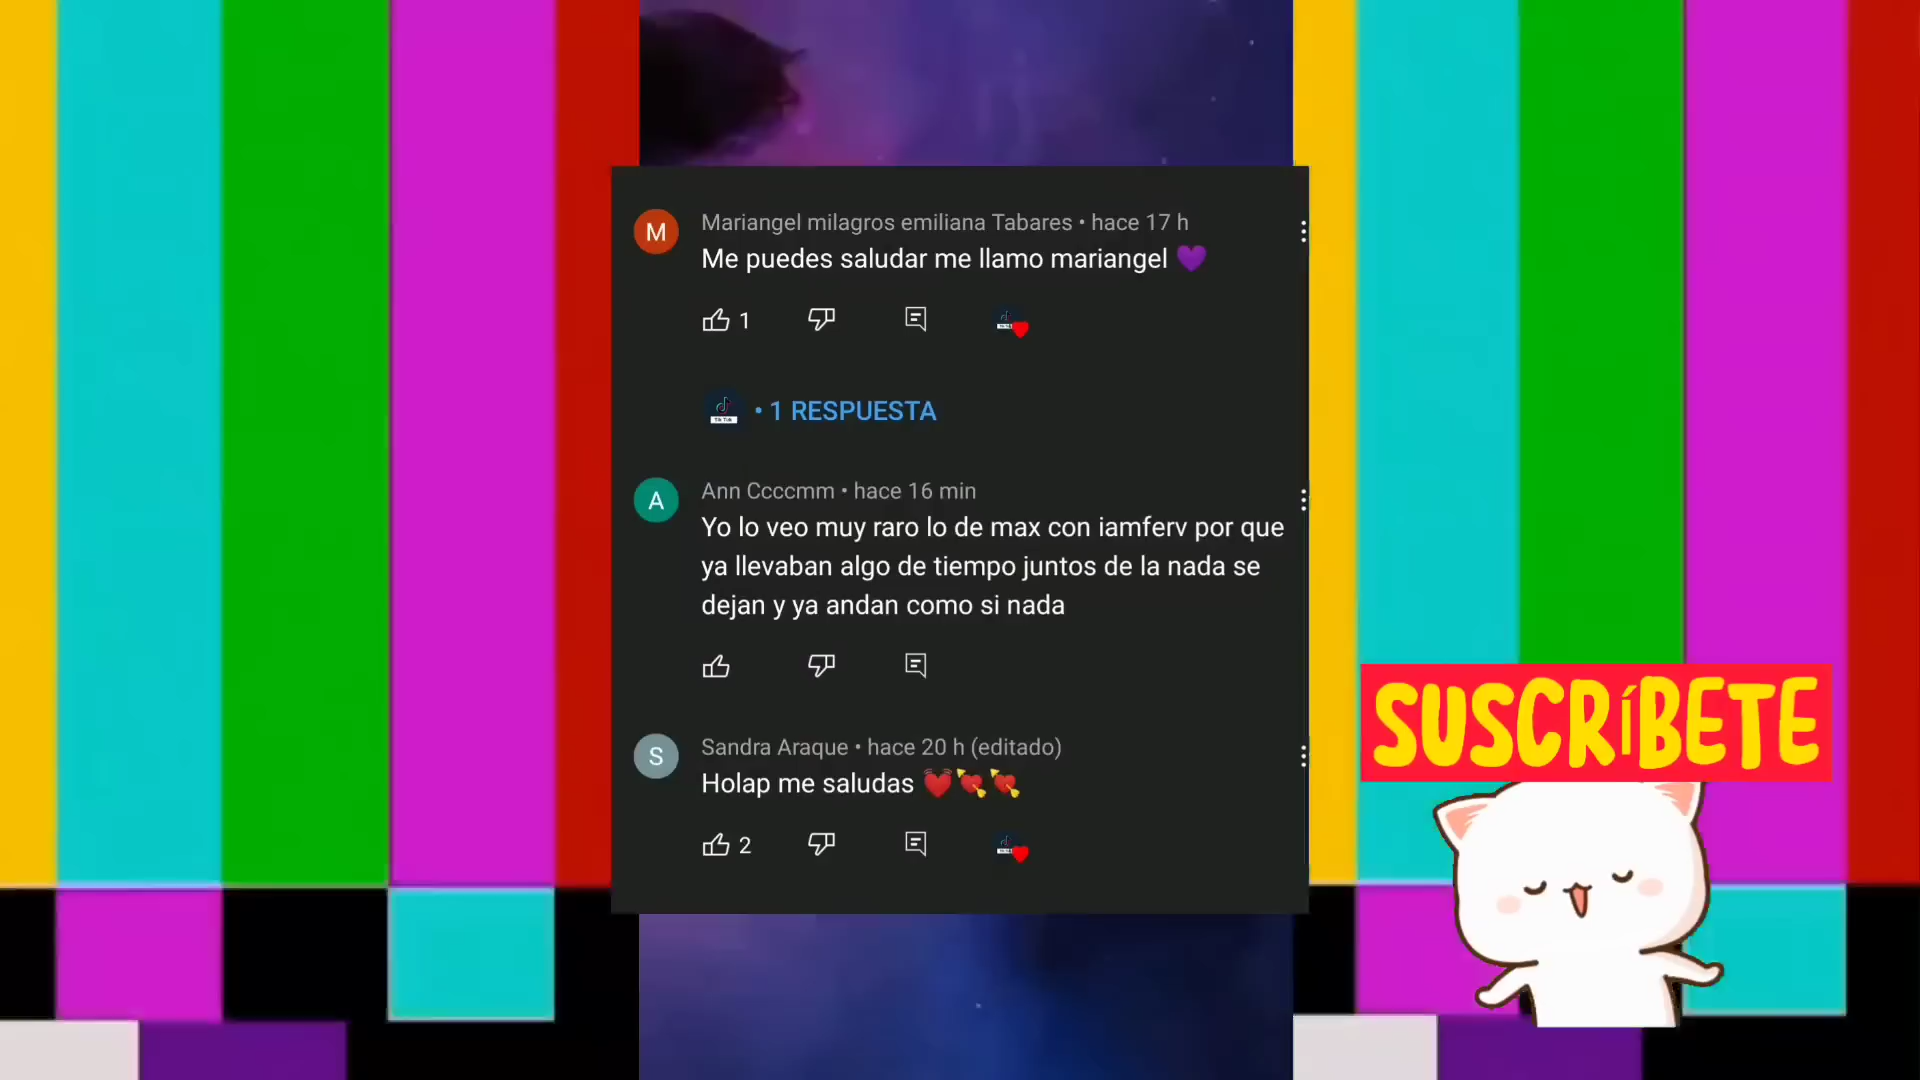 Mariangel milagros emiliana Tabares • hace 17 h
M
Me puedes saludar me llamo mariangel 💜
1
• 1 RESPUESTA
Ann Ccccmm • hace 16 min
A
Yo lo veo muy raro lo de max con iamferv por que
ya llevaban algo de tiempo juntos de la nada se
dejan y ya andan como si nada
Sandra Araque • hace 20 h (editado)
S
Holap me saludas 💓💘💘
2
SUSCRÍBETE